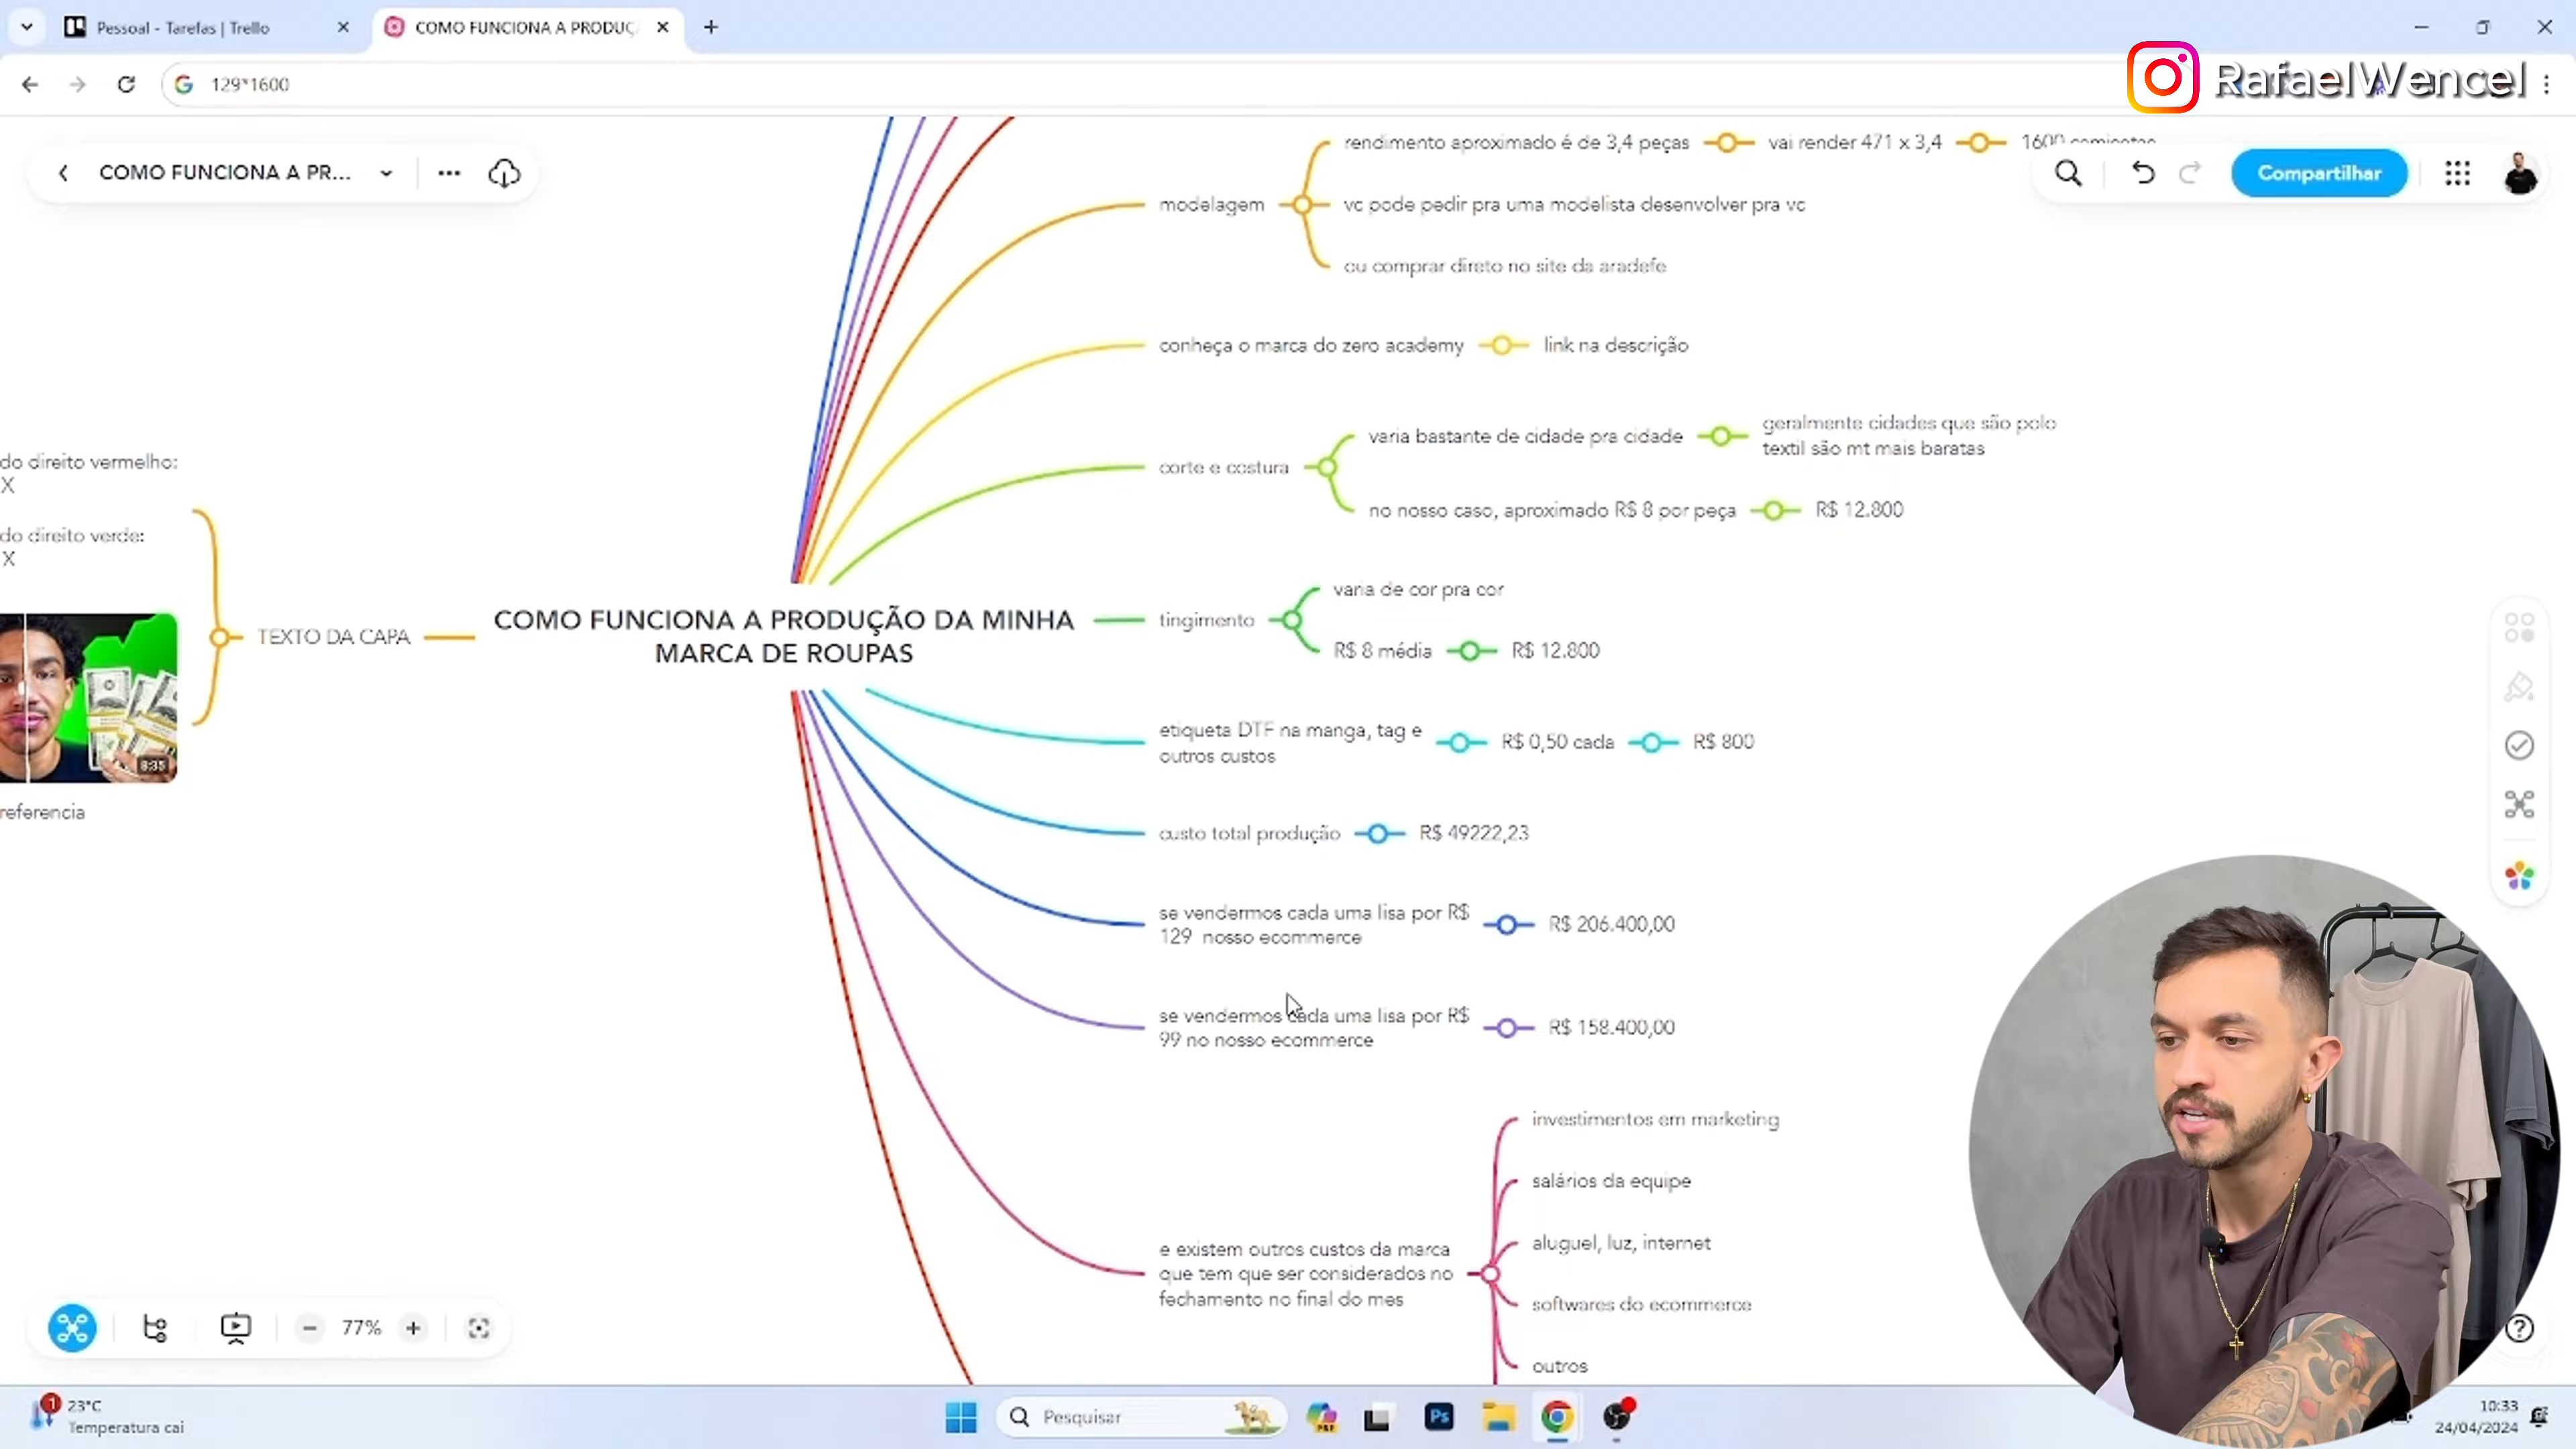 Pessoal - Tarefas | Trello
COMO FUNCIONA A PRODUÇ
129*1600
RafaelWencel
COMO FUNCIONA A PR...
Compartilhar
rendimento aproximado é de 3,4 peças
vai render 471 x 3,4
1600 camisetas
modelagem
vc pode pedir pra uma modelista desenvolver pra vc
ou comprar direto no site da aradefe
conheça o marca do zero academy
link na descrição
corte e costura
varia bastante de cidade pra cidade
geralmente cidades que são polo
textil são mt mais baratas
no nosso caso, aproximado R$ 8 por peça
R$ 12.800
do direito vermelho:
X
do direito verde:
X
8:35
referencia
TEXTO DA CAPA
COMO FUNCIONA A PRODUÇÃO DA MINHA
MARCA DE ROUPAS
tingimento
varia de cor pra cor
R$ 8 média
R$ 12.800
etiqueta DTF na manga, tag e
outros custos
R$ 0,50 cada
R$ 800
custo total produção
R$ 49222,23
se vendermos cada uma lisa por R$
129 nosso ecommerce
R$ 206.400,00
se vendermos cada uma lisa por R$
99 no nosso ecommerce
R$ 158.400,00
e existem outros custos da marca
que tem que ser considerados no
fechamento no final do mes
investimentos em marketing
salários da equipe
aluguel, luz, internet
softwares do ecommerce
outros
77%
1
23°C
Temperatura cai
Pesquisar
Ps
10:33
24/04/2024